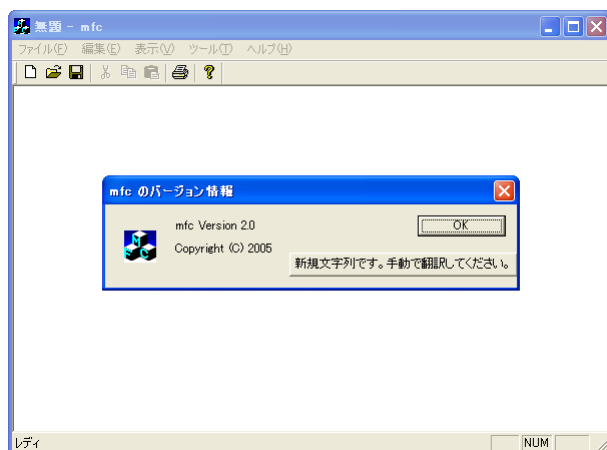 無題 - mfc
ファイル(F) 編集(E) 表示(V) ツール(T) ヘルプ(H)
mfc のバージョン情報
mfc Version 2.0
OK
Copyright (C) 2005
新規文字列です。手動で翻訳してください。
レディ
NUM